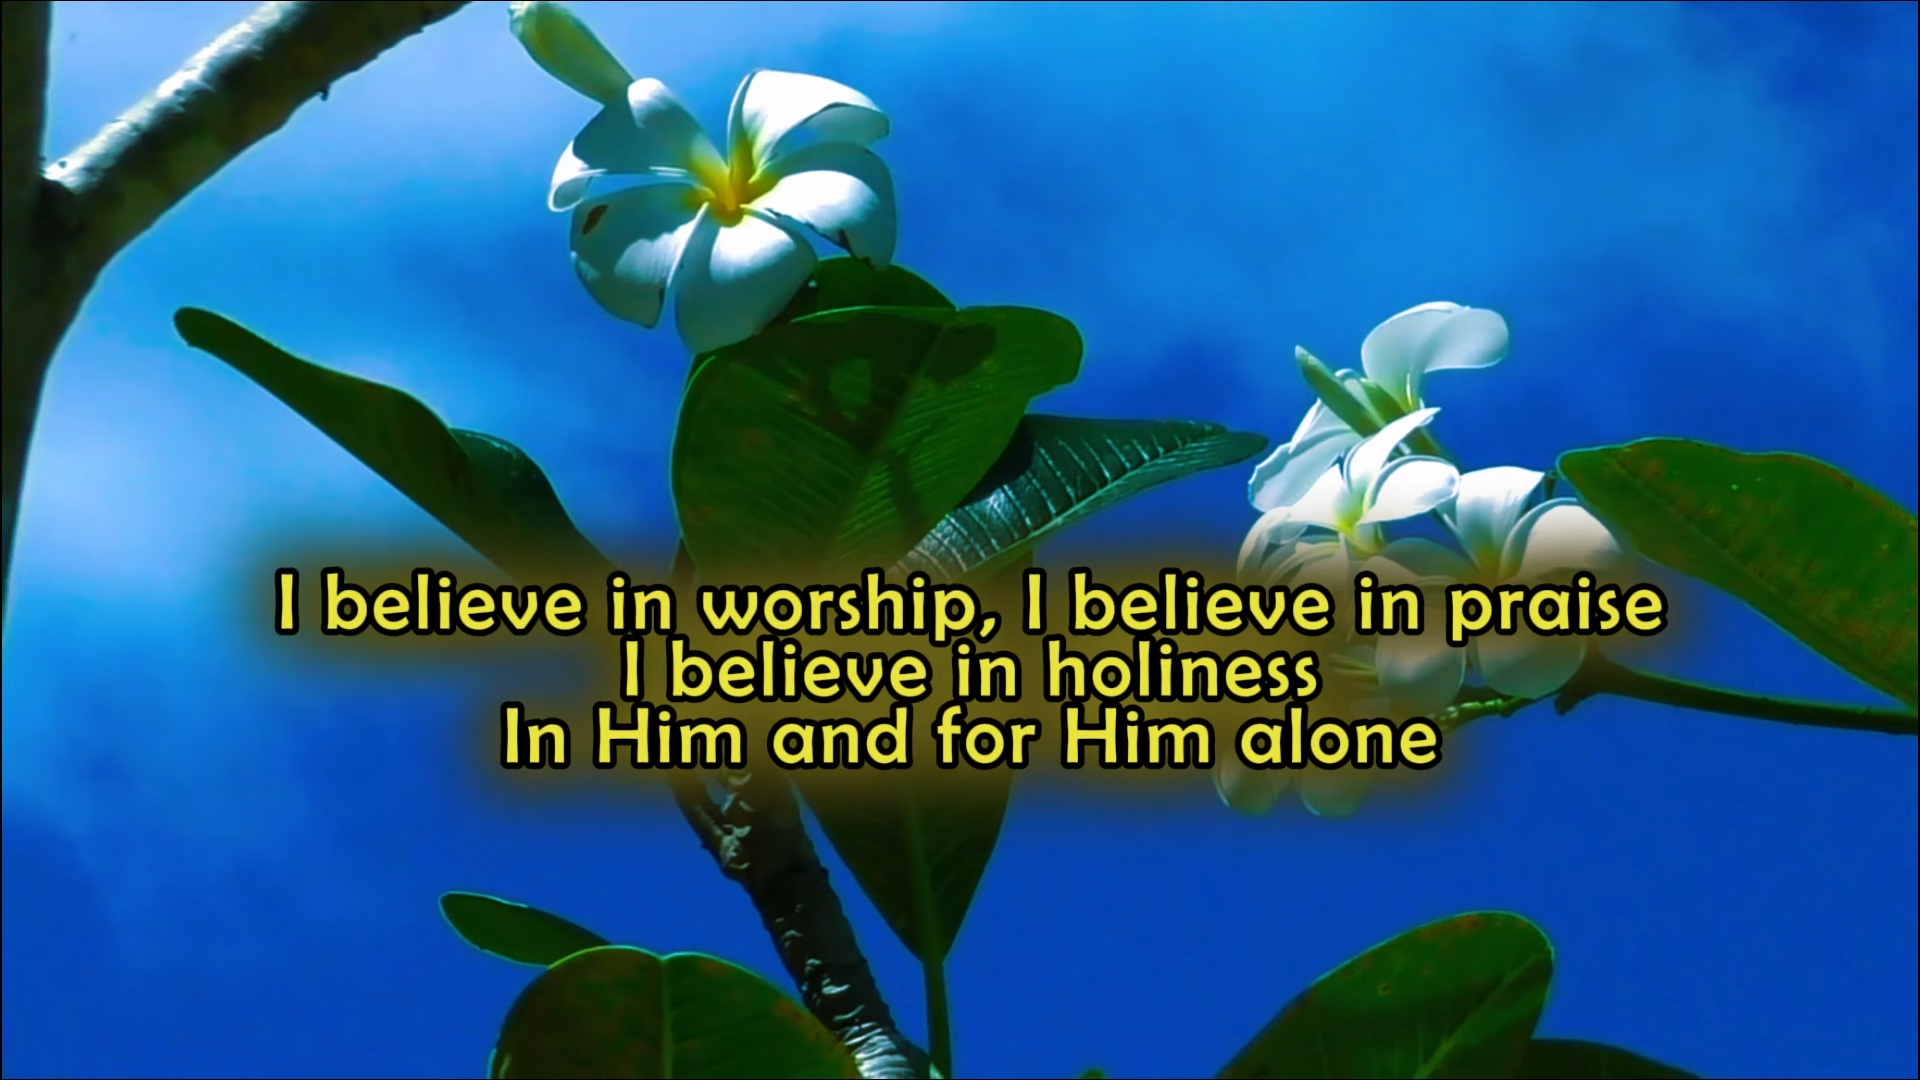 I believe in worship, I believe in praise
I believe in holiness
In Him and for Him alone